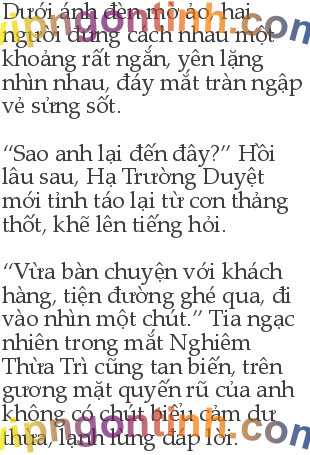 Dưới ánh đèn mờ ảo, hai
người đứng cách nhau một
khoảng rất ngắn, yên lặng
nhìn nhau, đáy mắt tràn ngập
vẻ sửng sốt.
“Sao anh lại đến đây?” Hồi
lâu sau, Hạ Trường Duyệt
mới tỉnh táo lại từ cơn thảng
thốt, khẽ lên tiếng hỏi.
“Vừa bàn chuyện với khách
hàng, tiện đường ghé qua, đi
vào nhìn một chút.” Tia ngạc
nhiên trong mắt Nghiêm
Thừa Trì cũng tan biến, trên
gương mặt quyến rũ của anh
không có chút biểu cảm dư
thừa, lạnh lùng đáp lời.
vipngontinh.com
vipngontinh.com